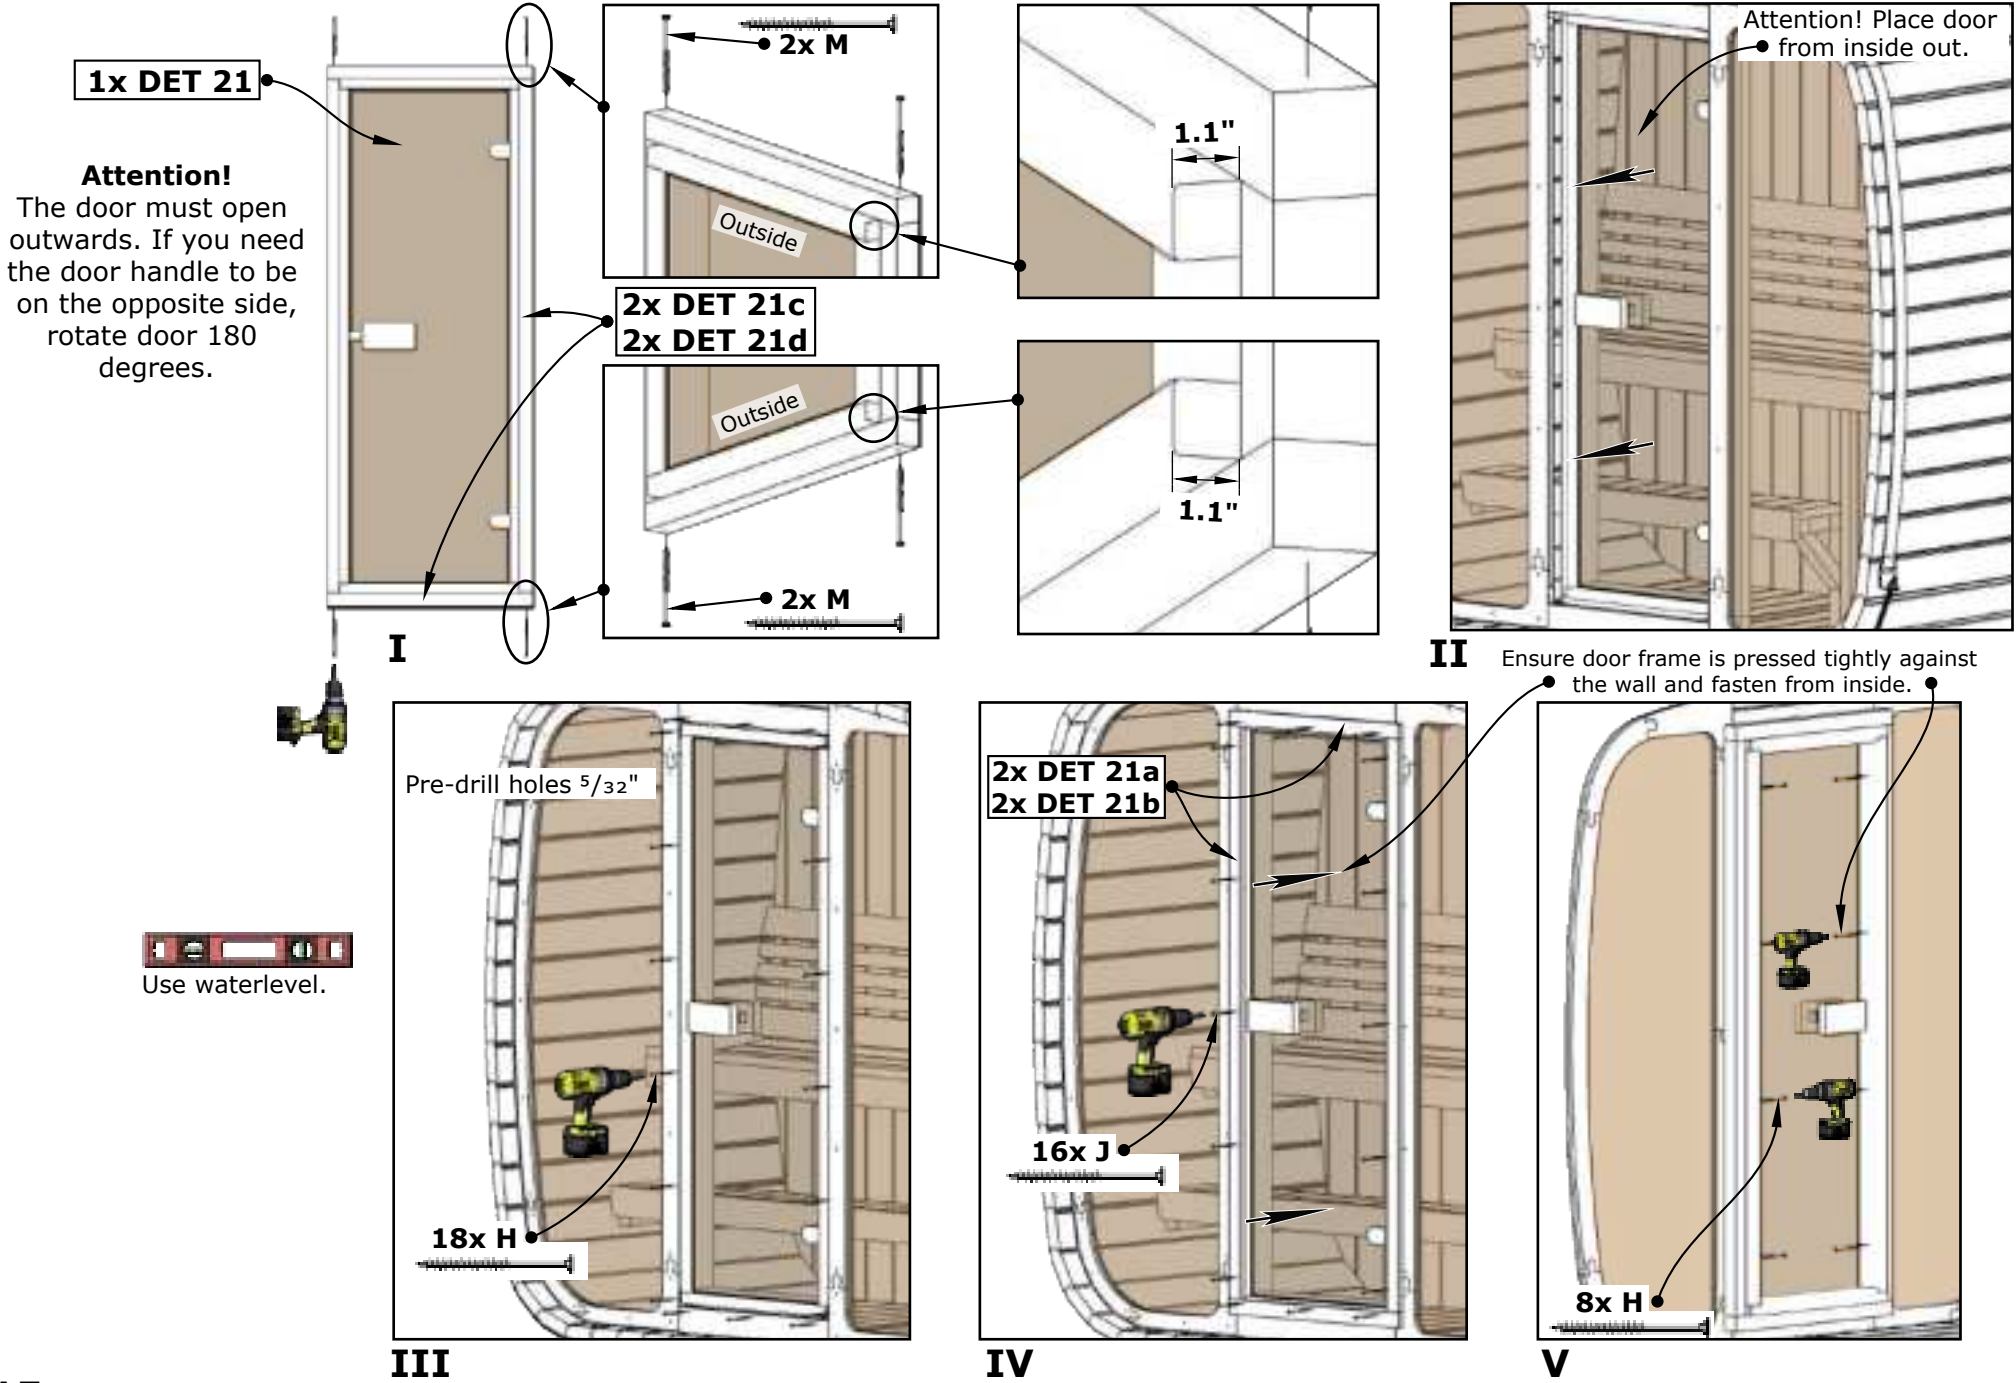 1x DET 21
Attention!
The door must open
outwards. If you need
the door handle to be
on the opposite side,
rotate door 180
degrees.
2x M
Outside
2x DET 21c
2x DET 21d
Outside
2x M
1.1"
1.1"
I
Attention! Place door
from inside out.
II
Ensure door frame is pressed tightly against
the wall and fasten from inside.
Use waterlevel.
Pre-drill holes ⁵/₃₂"
18x H
III
2x DET 21a
2x DET 21b
16x J
IV
8x H
V